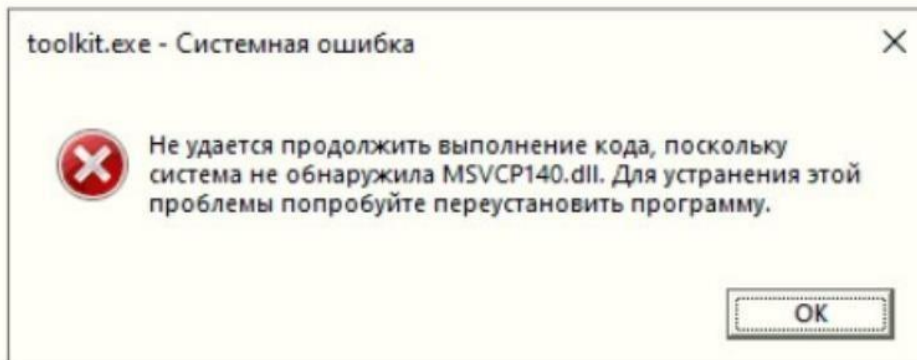 toolkit.exe - Системная ошибка
Не удается продолжить выполнение кода, поскольку
система не обнаружила MSVCP140.dll. Для устранения этой
проблемы попробуйте переустановить программу.
OK